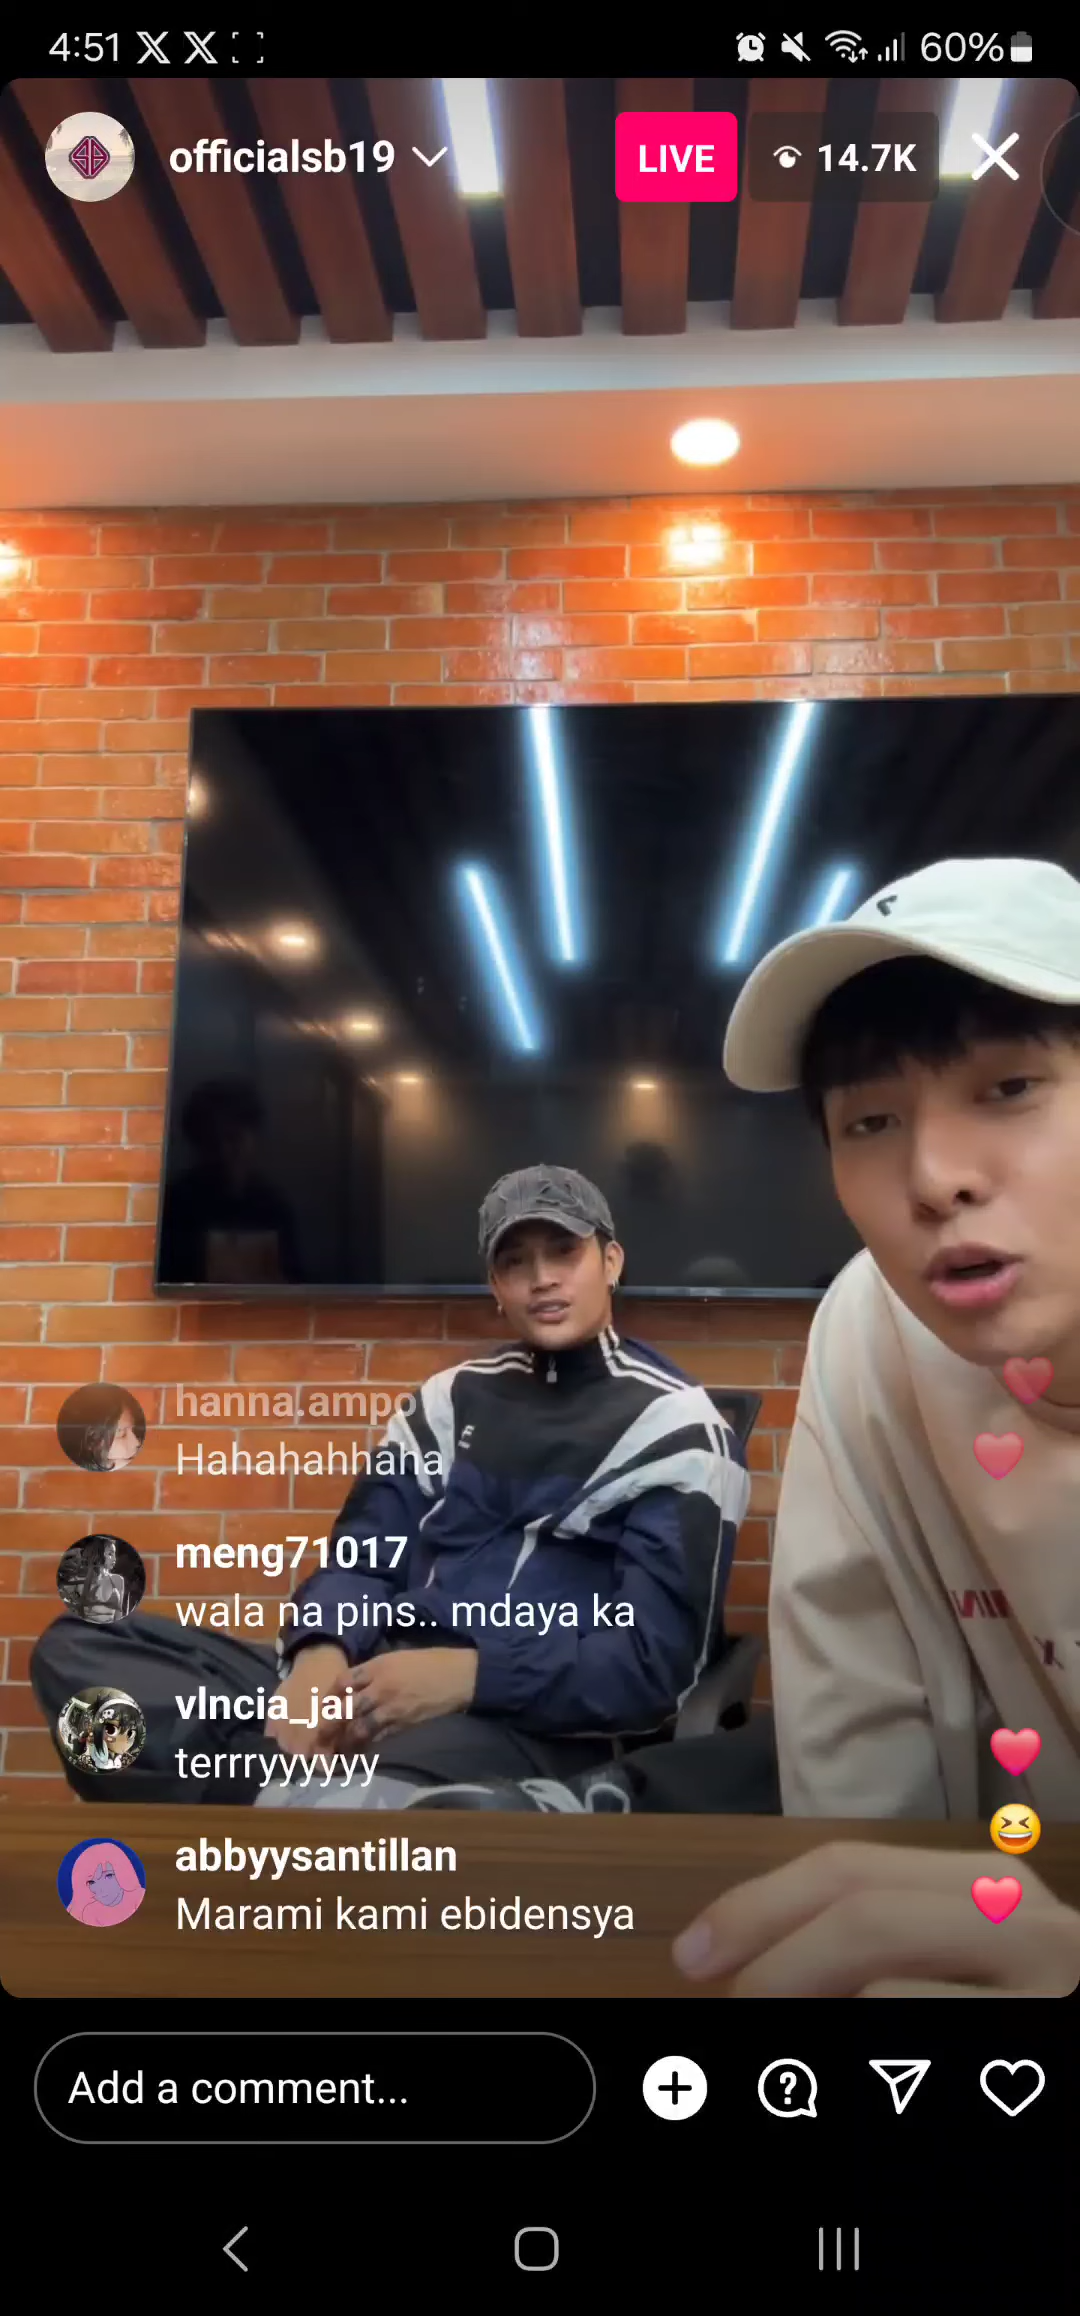 4:51
60%
officialsb19
LIVE
14.7K
hanna.ampo
Hahahahhaha
meng71017
wala na pins.. mdaya ka
vlncia_jai
terrryyyyyy
abbyysantillan
Marami kami ebidensya
Add a comment...